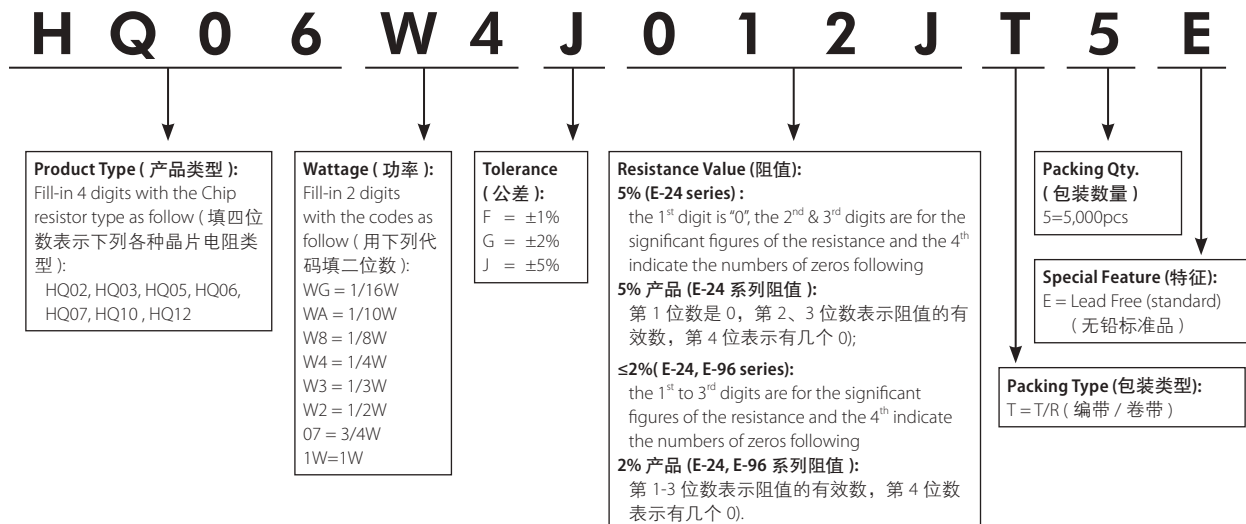 HQ06W4J012JT5E
Product Type ( 产品类型 ):
Fill-in 4 digits with the Chip
resistor type as follow ( 填四位
数表示下列各种晶片电阻类
型 ):
HQ02, HQ03, HQ05, HQ06,
HQ07, HQ10 , HQ12
Wattage ( 功率 ):
Fill-in 2 digits
with the codes as
follow ( 用下列代
码填二位数 ):
WG = 1/16W
WA = 1/10W
W8 = 1/8W
W4 = 1/4W
W3 = 1/3W
W2 = 1/2W
07 = 3/4W
1W=1W
Tolerance
( 公差 ):
F = ±1%
G = ±2%
J = ±5%
Resistance Value (阻值):
5% (E-24 series) :
the 1st digit is “0”, the 2nd & 3rd digits are for the
significant figures of the resistance and the 4th
indicate the numbers of zeros following
5% 产品 (E-24 系列阻值 ):
第 1 位数是 0，第 2、3 位数表示阻值的有
效数，第 4 位表示有几个 0);
≤2%( E-24, E-96 series):
the 1st to 3rd digits are for the significant
figures of the resistance and the 4th indicate
the numbers of zeros following
2% 产品 (E-24, E-96 系列阻值 ):
第 1-3 位数表示阻值的有效数，第 4 位数
表示有几个 0).
Packing Qty.
( 包装数量 )
5=5,000pcs
Special Feature (特征):
E = Lead Free (standard)
( 无铅标准品 )
Packing Type (包装类型):
T = T/R ( 编带 / 卷带 )